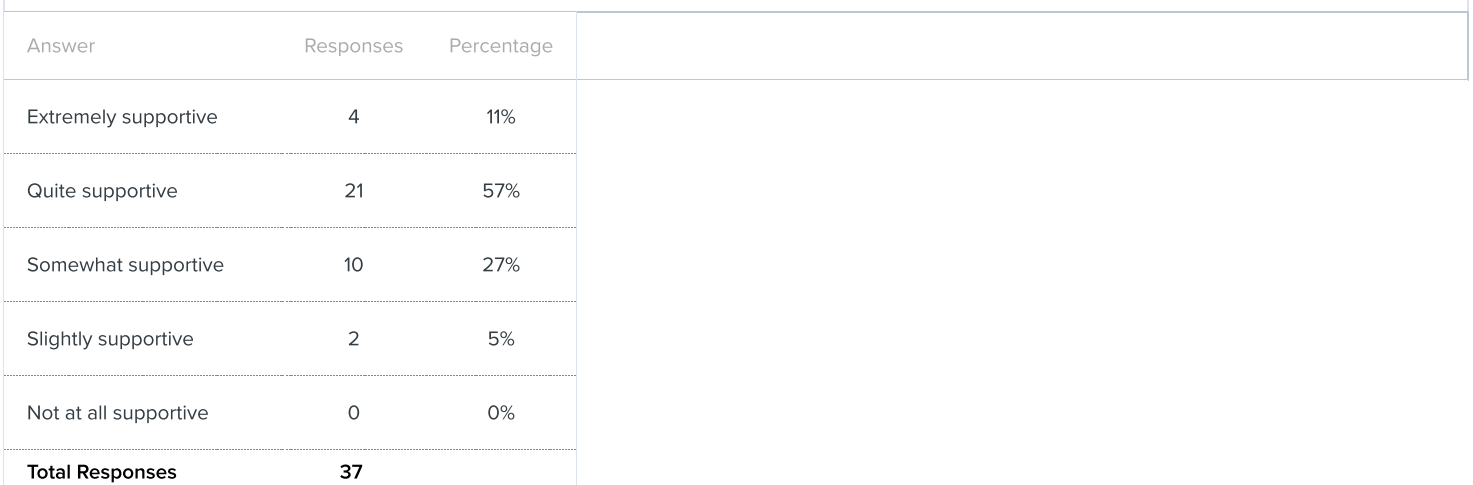 Answer Responses Percentage
Extremely supportive 4 11%
Quite supportive 21 57%
Somewhat supportive 10 27%
Slightly supportive 2 5%
Not at all supportive 0 0%
Total Responses 37